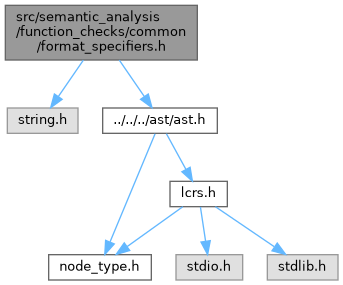 src/semantic_analysis
/function_checks/common
/format_specifiers.h
string.h
../../../ast/ast.h
lcrs.h
node_type.h
stdio.h
stdlib.h